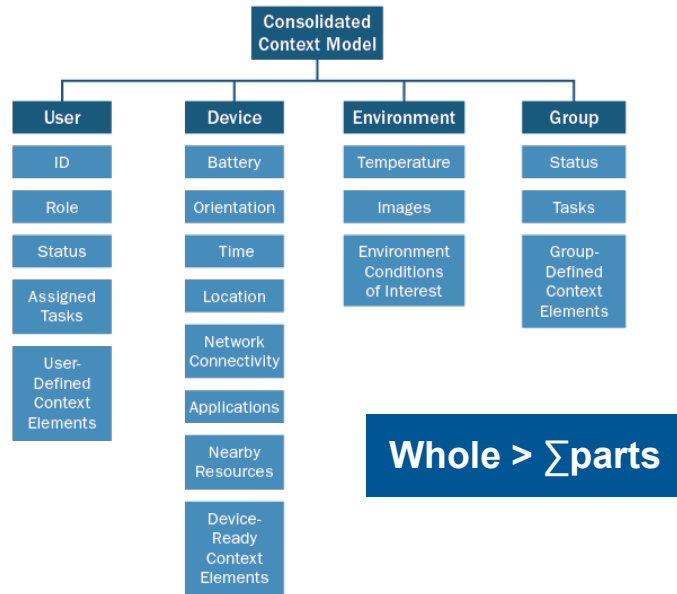 Consolidated
Context Model
User
Device
Environment
Group
ID
Battery
Temperature
Status
Role
Orientation
Images
Tasks
Status
Time
Environment
Conditions
of Interest
Group-
Defined
Context
Elements
Assigned
Tasks
Location
User-
Defined
Context
Elements
Network
Connectivity
Applications
Nearby
Resources
Device-
Ready
Context
Elements
Whole > ∑parts